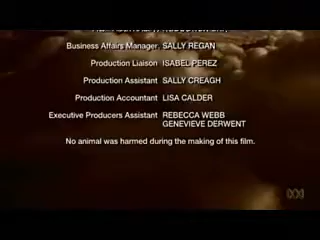 Business Affairs Manager SALLY REGAN
Production Liaison ISABEL PEREZ
Production Assistant SALLY CREAGH
Production Accountant LISA CALDER
Executive Producers Assistant REBECCA WEBB
GENEVIEVE DERWENT
No animal was harmed during the making of this film.